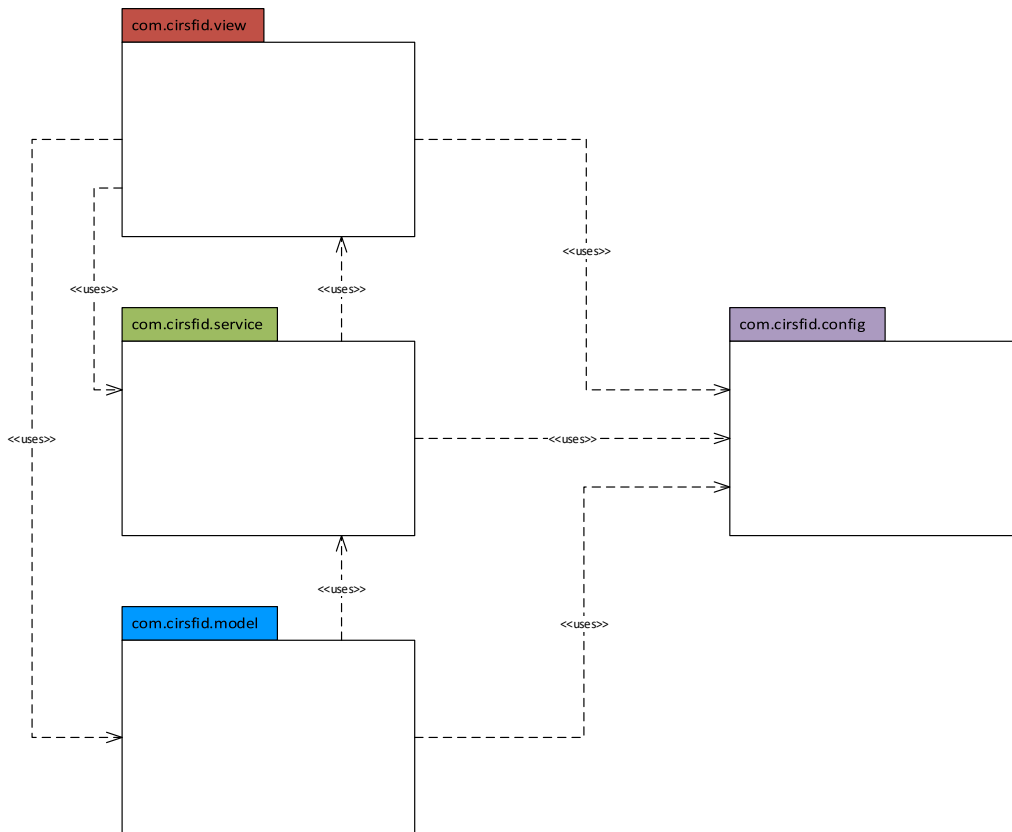 com.cirsfid.view
<<uses>>
<<uses>>
<<uses>>
com.cirsfid.service
com.cirsfid.config
<<uses>>
<<uses>>
<<uses>>
com.cirsfid.model
<<uses>>